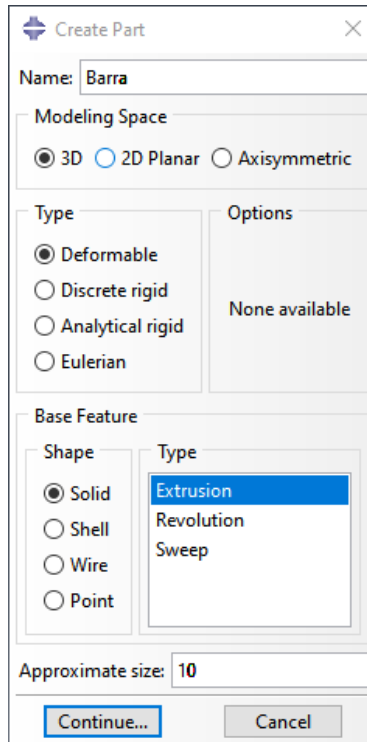 Create Part
Name: Barra
Modeling Space
3D 2D Planar Axisymmetric
Type
Deformable
Discrete rigid
Analytical rigid
Eulerian
Options
None available
Base Feature
Shape
Solid
Shell
Wire
Point
Type
Extrusion
Revolution
Sweep
Approximate size: 10
Continue... Cancel